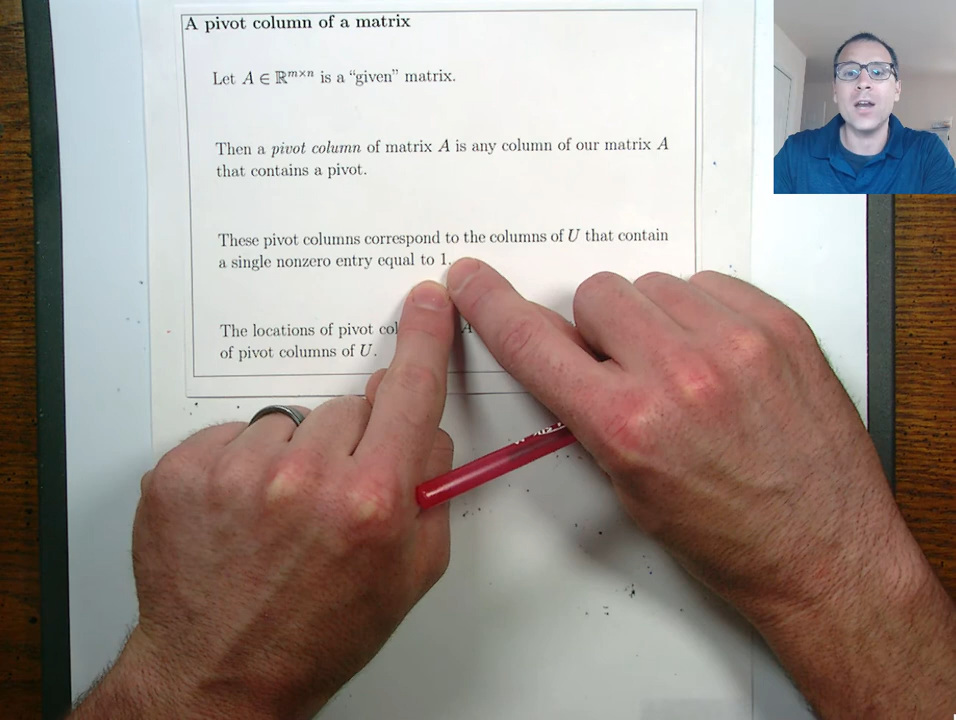 A pivot column of a matrix
Let A ∈ ℝ^{m×n} is a “given” matrix.
Then a pivot column of matrix A is any column of our matrix A
that contains a pivot.
These pivot columns correspond to the columns of U that contain
a single nonzero entry equal to 1.
The locations of pivot A
of pivot columns of U.